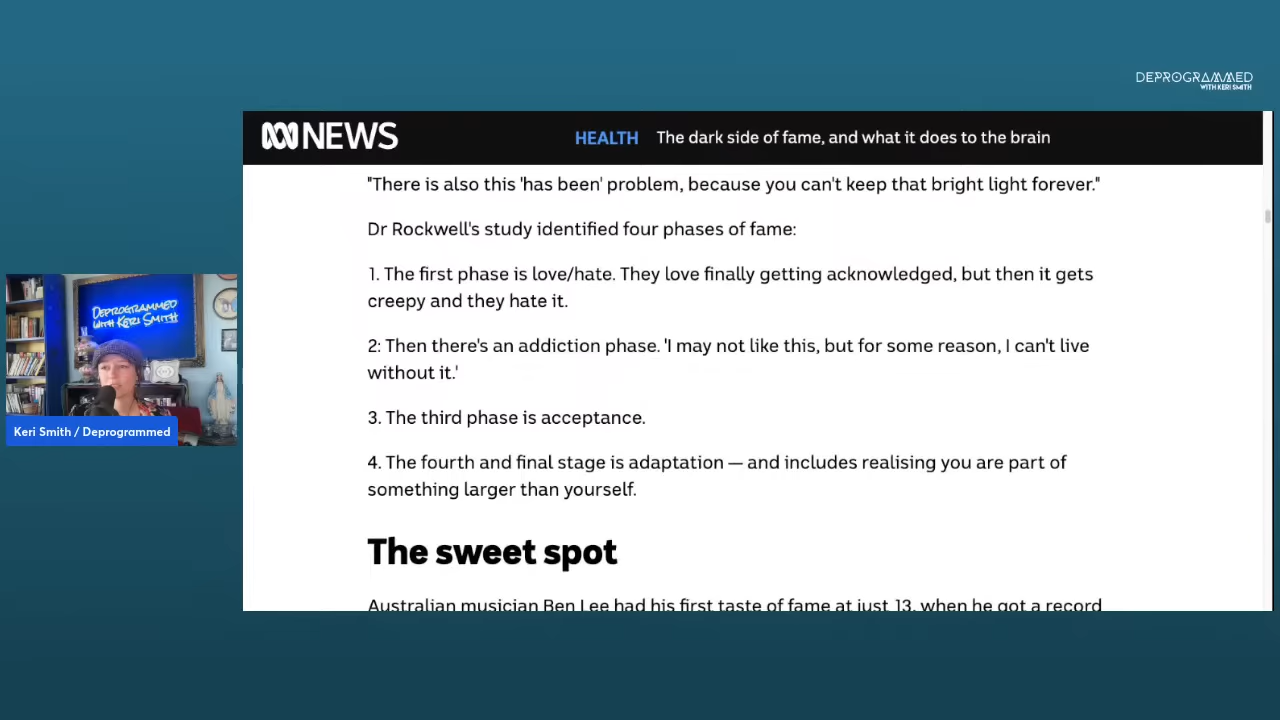 DEPROGRAMMED
WITH KERI SMITH
NEWS
HEALTH The dark side of fame, and what it does to the brain
"There is also this 'has been' problem, because you can't keep that bright light forever."
Dr Rockwell's study identified four phases of fame:
1. The first phase is love/hate. They love finally getting acknowledged, but then it gets
creepy and they hate it.
2: Then there's an addiction phase. 'I may not like this, but for some reason, I can't live
without it.'
3. The third phase is acceptance.
4. The fourth and final stage is adaptation — and includes realising you are part of
something larger than yourself.
The sweet spot
Australian musician Ben Lee had his first taste of fame at just 13, when he got a record
DEPROGRAMMED
WITH KERI SMITH
Keri Smith / Deprogrammed